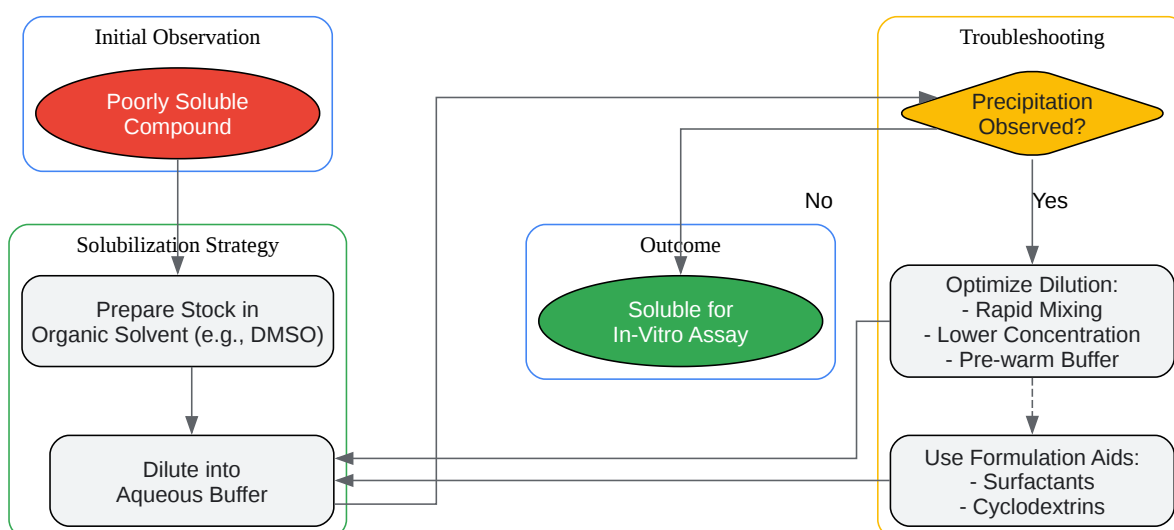 Initial Observation
Poorly Soluble
Compound
Solubilization Strategy
Prepare Stock in
Organic Solvent (e.g., DMSO)
Dilute into
Aqueous Buffer
Troubleshooting
Precipitation
Observed?
No
Yes
Outcome
Soluble for
In-Vitro Assay
Optimize Dilution:
- Rapid Mixing
- Lower Concentration
- Pre-warm Buffer
Use Formulation Aids:
- Surfactants
- Cyclodextrins